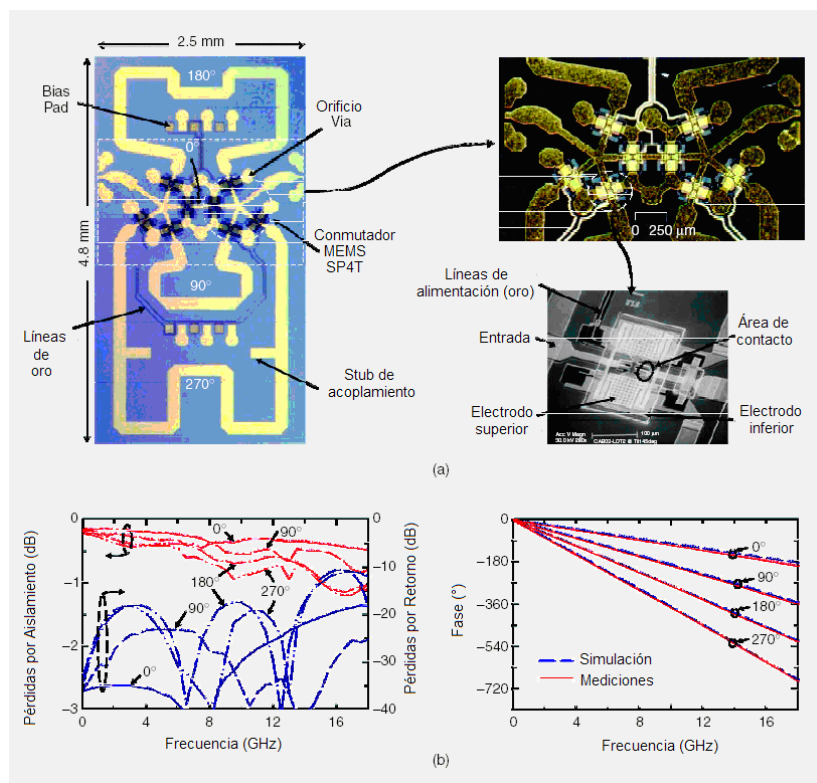 2.5 mm
4.8 mm
180°
Bias
Pad
Orificio
Via
0°
Conmutador
MEMS
SP4T
90°
Líneas
de
oro
Stub de
acoplamiento
270°
0 250 µm
Líneas de
alimentación (oro)
Entrada
Área de
contacto
Electrodo
superior
Electrodo
inferior
Acc V Magn
100 µm
(a)
Pérdidas por Aislamiento (dB)
0
−1
−2
−3
0 4 8 12 16
Frecuencia (GHz)
Pérdidas por Retorno (dB)
0
−10
−20
−30
−40
0°
90°
180°
270°
90°
0°
Fase (°)
0
−180
−360
−540
−720
0 4 8 12 16
Frecuencia (GHz)
0°
90°
180°
270°
Simulación
Mediciones
(b)